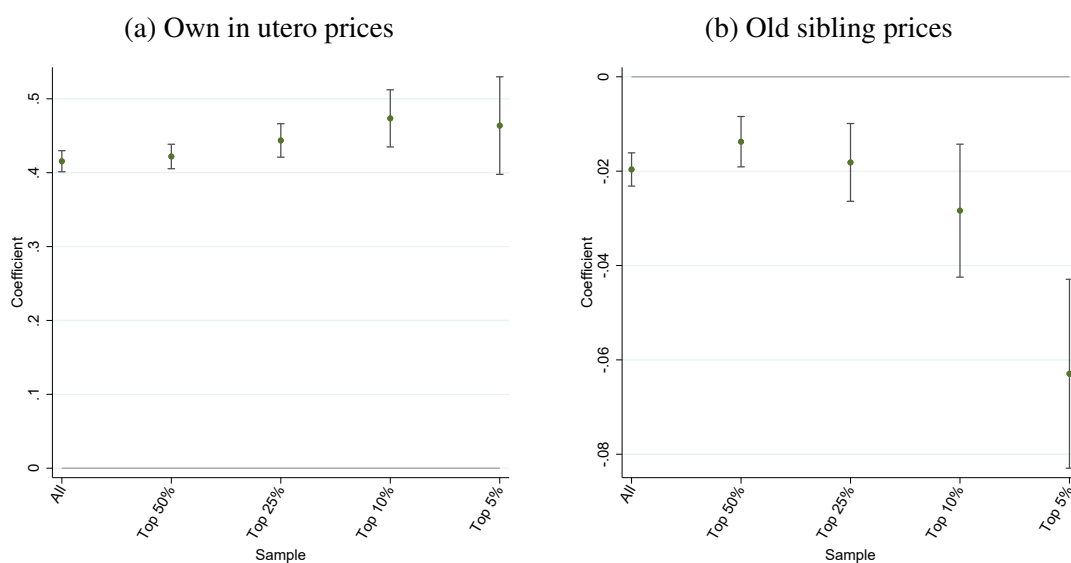 (a) Own in utero prices
Coefficient
.5
.4
.3
.2
.1
0
All
Top 50%
Top 25%
Top 10%
Top 5%
Sample
(b) Old sibling prices
Coefficient
0
-.02
-.04
-.06
-.08
All
Top 50%
Top 25%
Top 10%
Top 5%
Sample